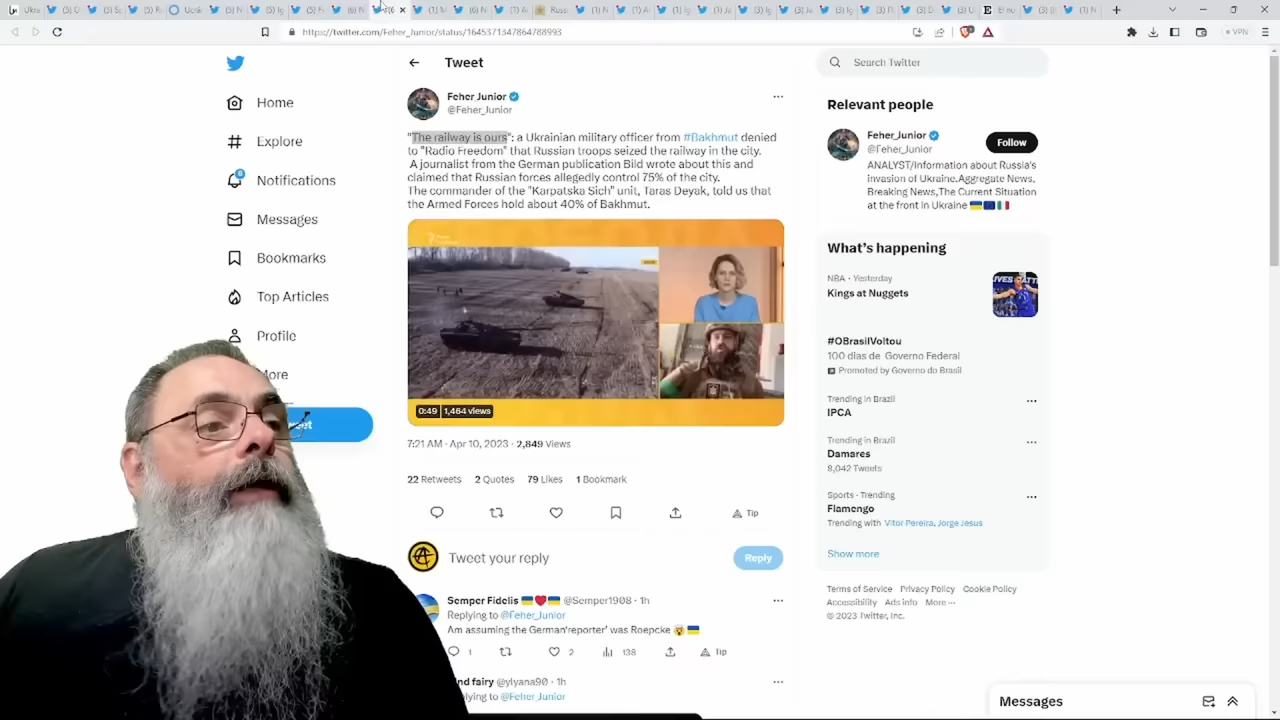 https://twitter.com/Feher_Junior/status/1645371347864788993
VPN
Home
Explore
6
Notifications
Messages
Bookmarks
Top Articles
Profile
More
Tweet
Feher_Junior
@Feher_Junior
"The railway is ours": a Ukrainian military officer from #Bakhmut denied
to "Radio Freedom" that Russian troops seized the railway in the city.
A journalist from the German publication Bild wrote about this and
claimed that Russian forces allegedly control 75% of the city.
The commander of the "Karpatska Sich" unit, Taras Deyak, told us that
the Armed Forces hold about 40% of Bakhmut.
0:49 1,464 views
7:21 AM · Apr 10, 2023 · 2,849 Views
22 Retweets 2 Quotes 79 Likes 1 Bookmark
Tip
Tweet your reply
Reply
Semper Fidelis @Semper1908 · 1h
Replying to @Feher_Junior
Am assuming the German'reporter' was Roepcke
1 2 138 Tip
nd fairy @ylyana90 · 1h
plying to @Feher_Junior
Search Twitter
Relevant people
Feher_Junior
@Feher_Junior
Follow
ANALYST/Information about Russia's
invasion of Ukraine.Aggregate News,
Breaking News,The Current Situation
at the front In Ukraine
What's happening
NBA · Yesterday
Kings at Nuggets
#OBrasilVoltou
100 dias de Governo Federal
Promoted by Governo do Brasil
Trending in Brazil
IPCA
Trending in Brazil
Damares
8,042 Tweets
Sports · Trending
Flamengo
Trending with Vitor Pereira, Jorge Jesus
Show more
Terms of Service Privacy Policy Cookie Policy
Accessibility Ads info More ···
© 2023 Twitter, Inc.
Messages